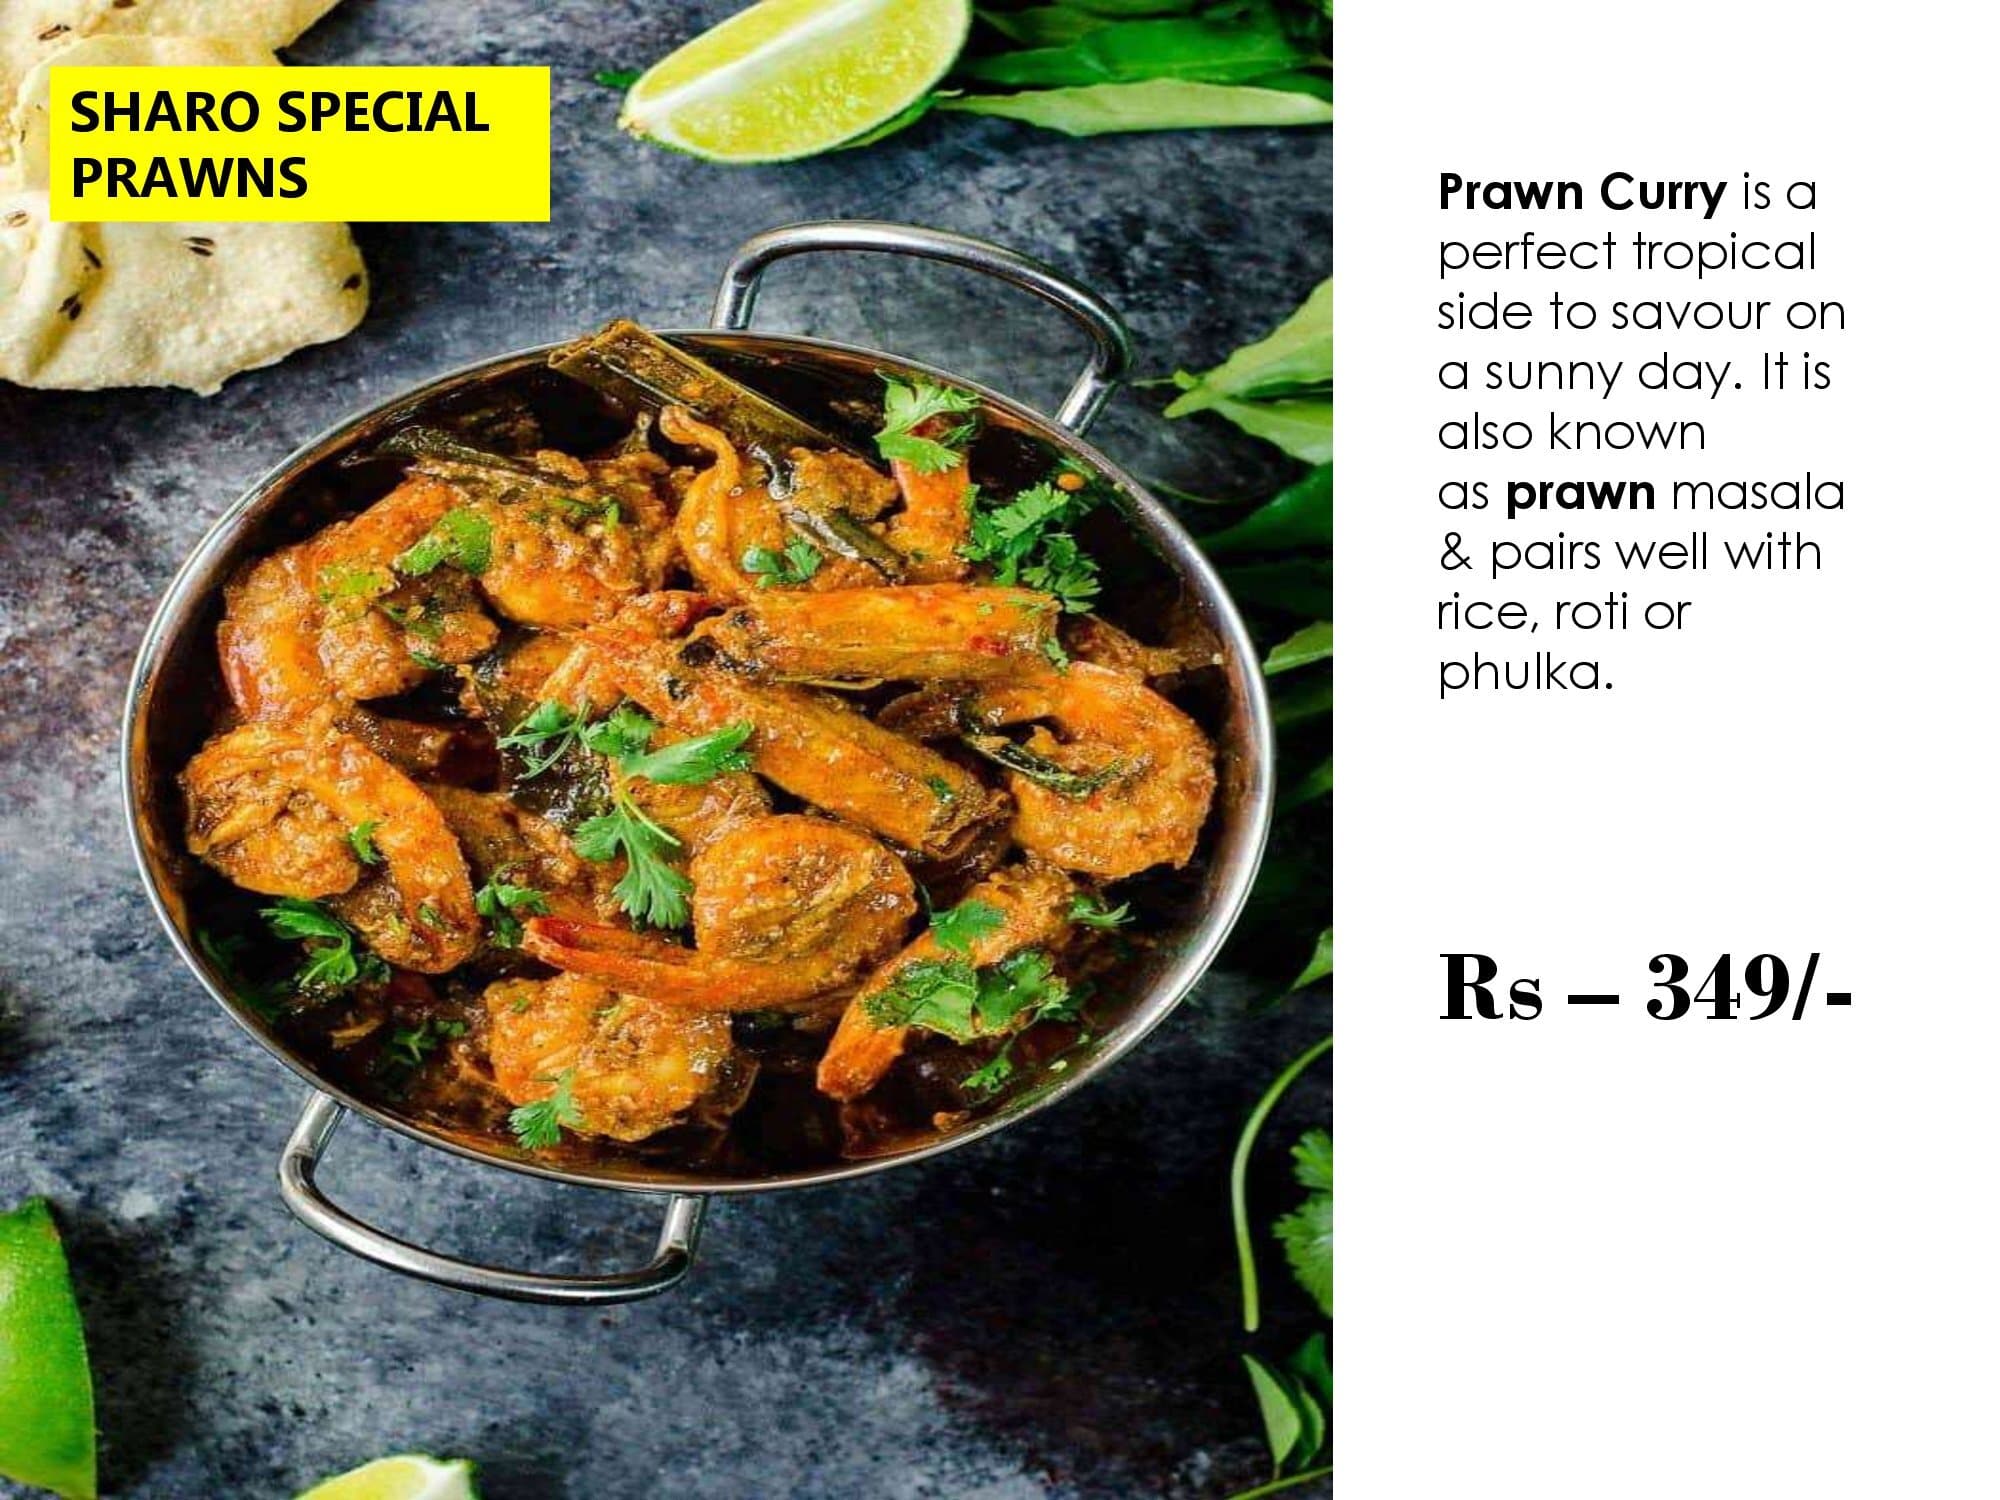 SHARO SPECIAL
PRAWNS
Prawn Curry is a
perfect tropical
side to savour on
a sunny day. It is
also known
as prawn masala
& pairs well with
rice, roti or
phulka.
Rs – 349/-